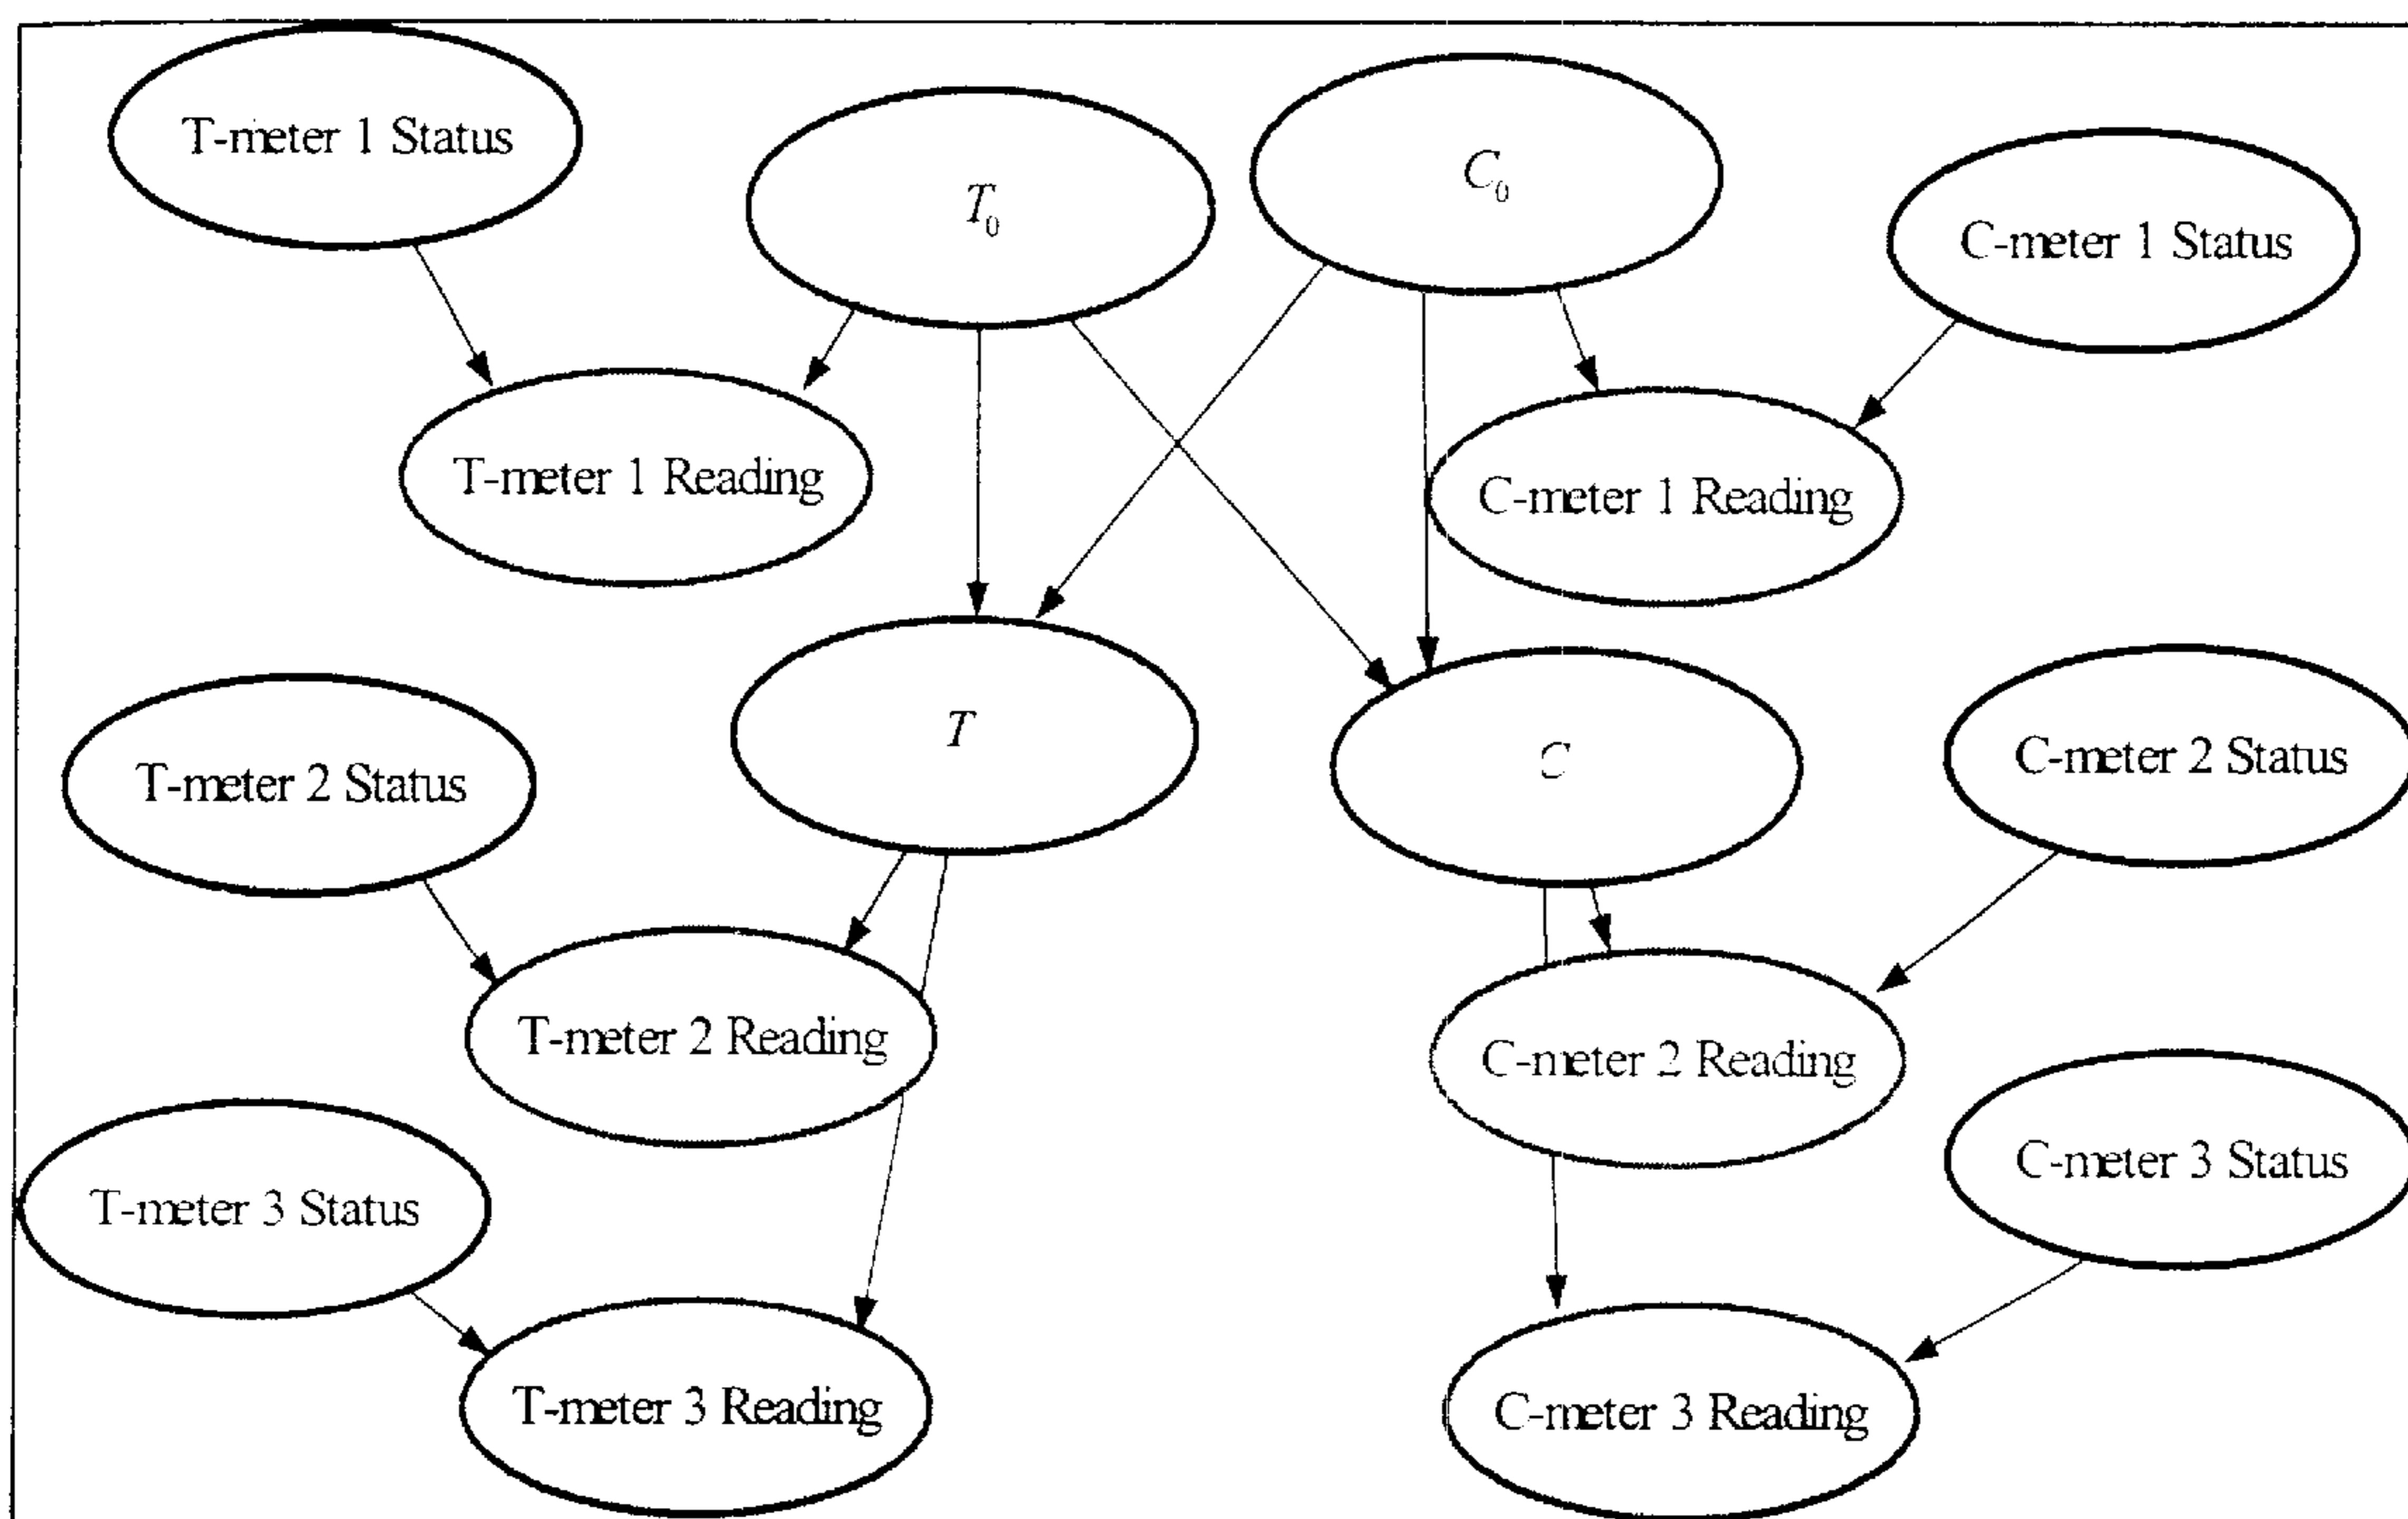 T-meter 1 Status
T₀
C₀
C-meter 1 Status
T-meter 1 Reading
C-meter 1 Reading
T
C
T-meter 2 Status
C-meter 2 Status
T-meter 2 Reading
C-meter 2 Reading
T-meter 3 Status
C-meter 3 Status
T-meter 3 Reading
C-meter 3 Reading